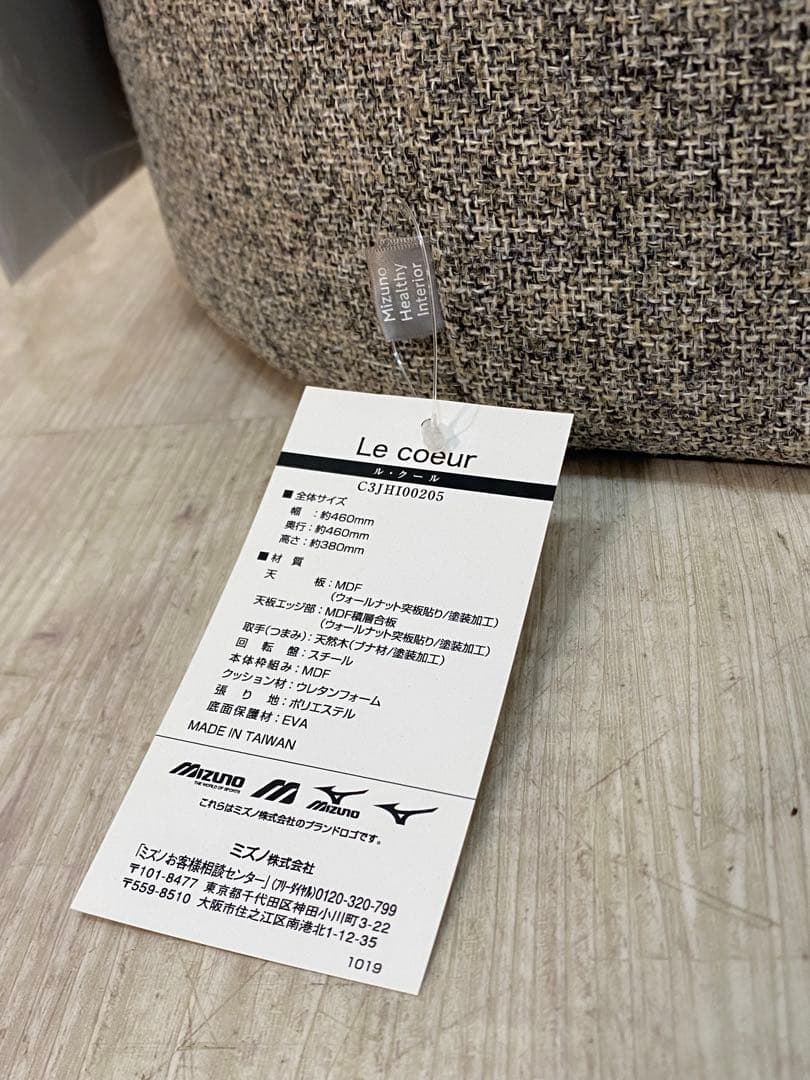 Mizuno
Healthy
Interior
Le coeur
ル・クール
C3JHI00205
■全体サイズ
幅　：約460mm
奥行：約460mm
高さ：約380mm
■材　質
天　　　板：MDF
(ウォールナット突板貼り/塗装加工)
天板エッジ部：MDF積層合板
(ウォールナット突板貼り/塗装加工)
取手(つまみ)：天然木(ブナ材/塗装加工)
回　転　盤：スチール
本体枠組み：MDF
クッション材：ウレタンフォーム
張　り　地：ポリエステル
底面保護材：EVA
MADE IN TAIWAN
MIZUNO
THE WORLD OF SPORTS
MIZUNO
これらはミズノ株式会社のブランドロゴです。
ミズノ株式会社
「ミズノお客様相談センター」(フリーダイヤル)0120-320-799
〒101-8477 東京都千代田区神田小川町3-22
〒559-8510 大阪市住之江区南港北1-12-35
1019